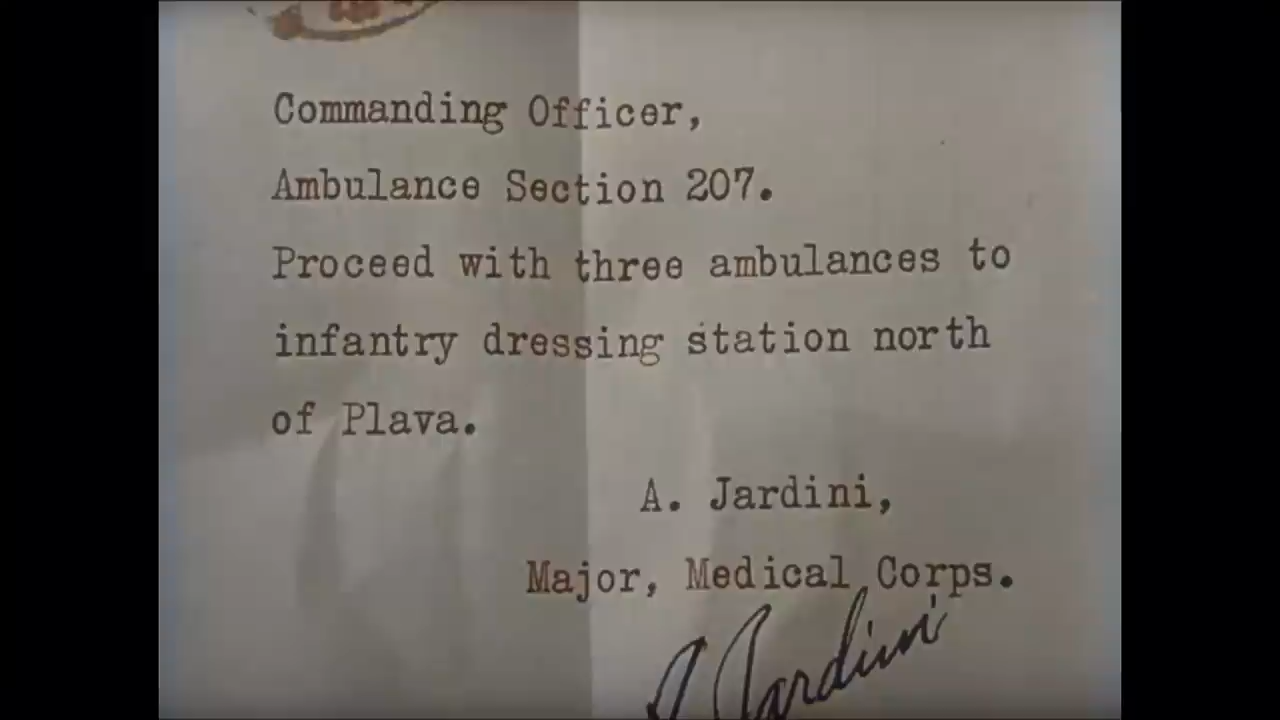 Commanding Officer,
Ambulance Section 207.
Proceed with three ambulances to
infantry dressing station north
of Plava.
A. Jardini,
Major, Medical Corps.
A Jardini